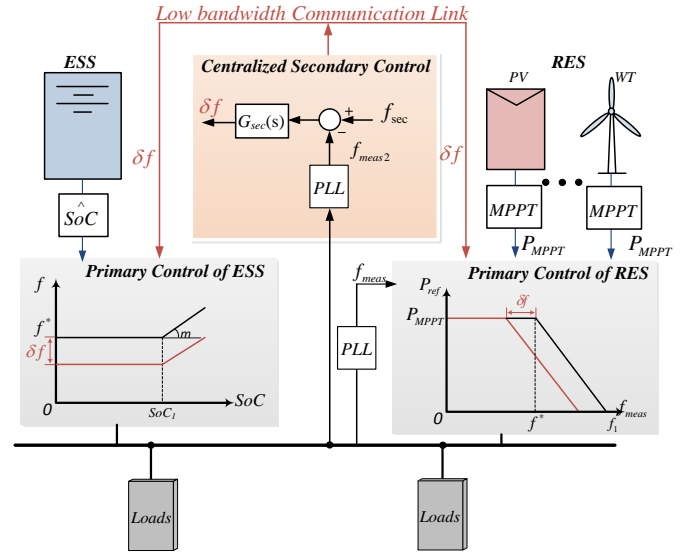 Low bandwidth Communication Link
δf
ESS
Centralized Secondary Control
RES
PV
WT
δf
G_sec(s)
+
−
f_sec
f_meas2
δf
δf
PLL
^
SoC
MPPT
MPPT
P_MPPT
P_MPPT
Primary Control of ESS
f
f*
δf
m
0
SoC_1
SoC
f_meas
PLL
Primary Control of RES
P_ref
δf
P_MPPT
0
f*
f_1
f_meas
Loads
Loads